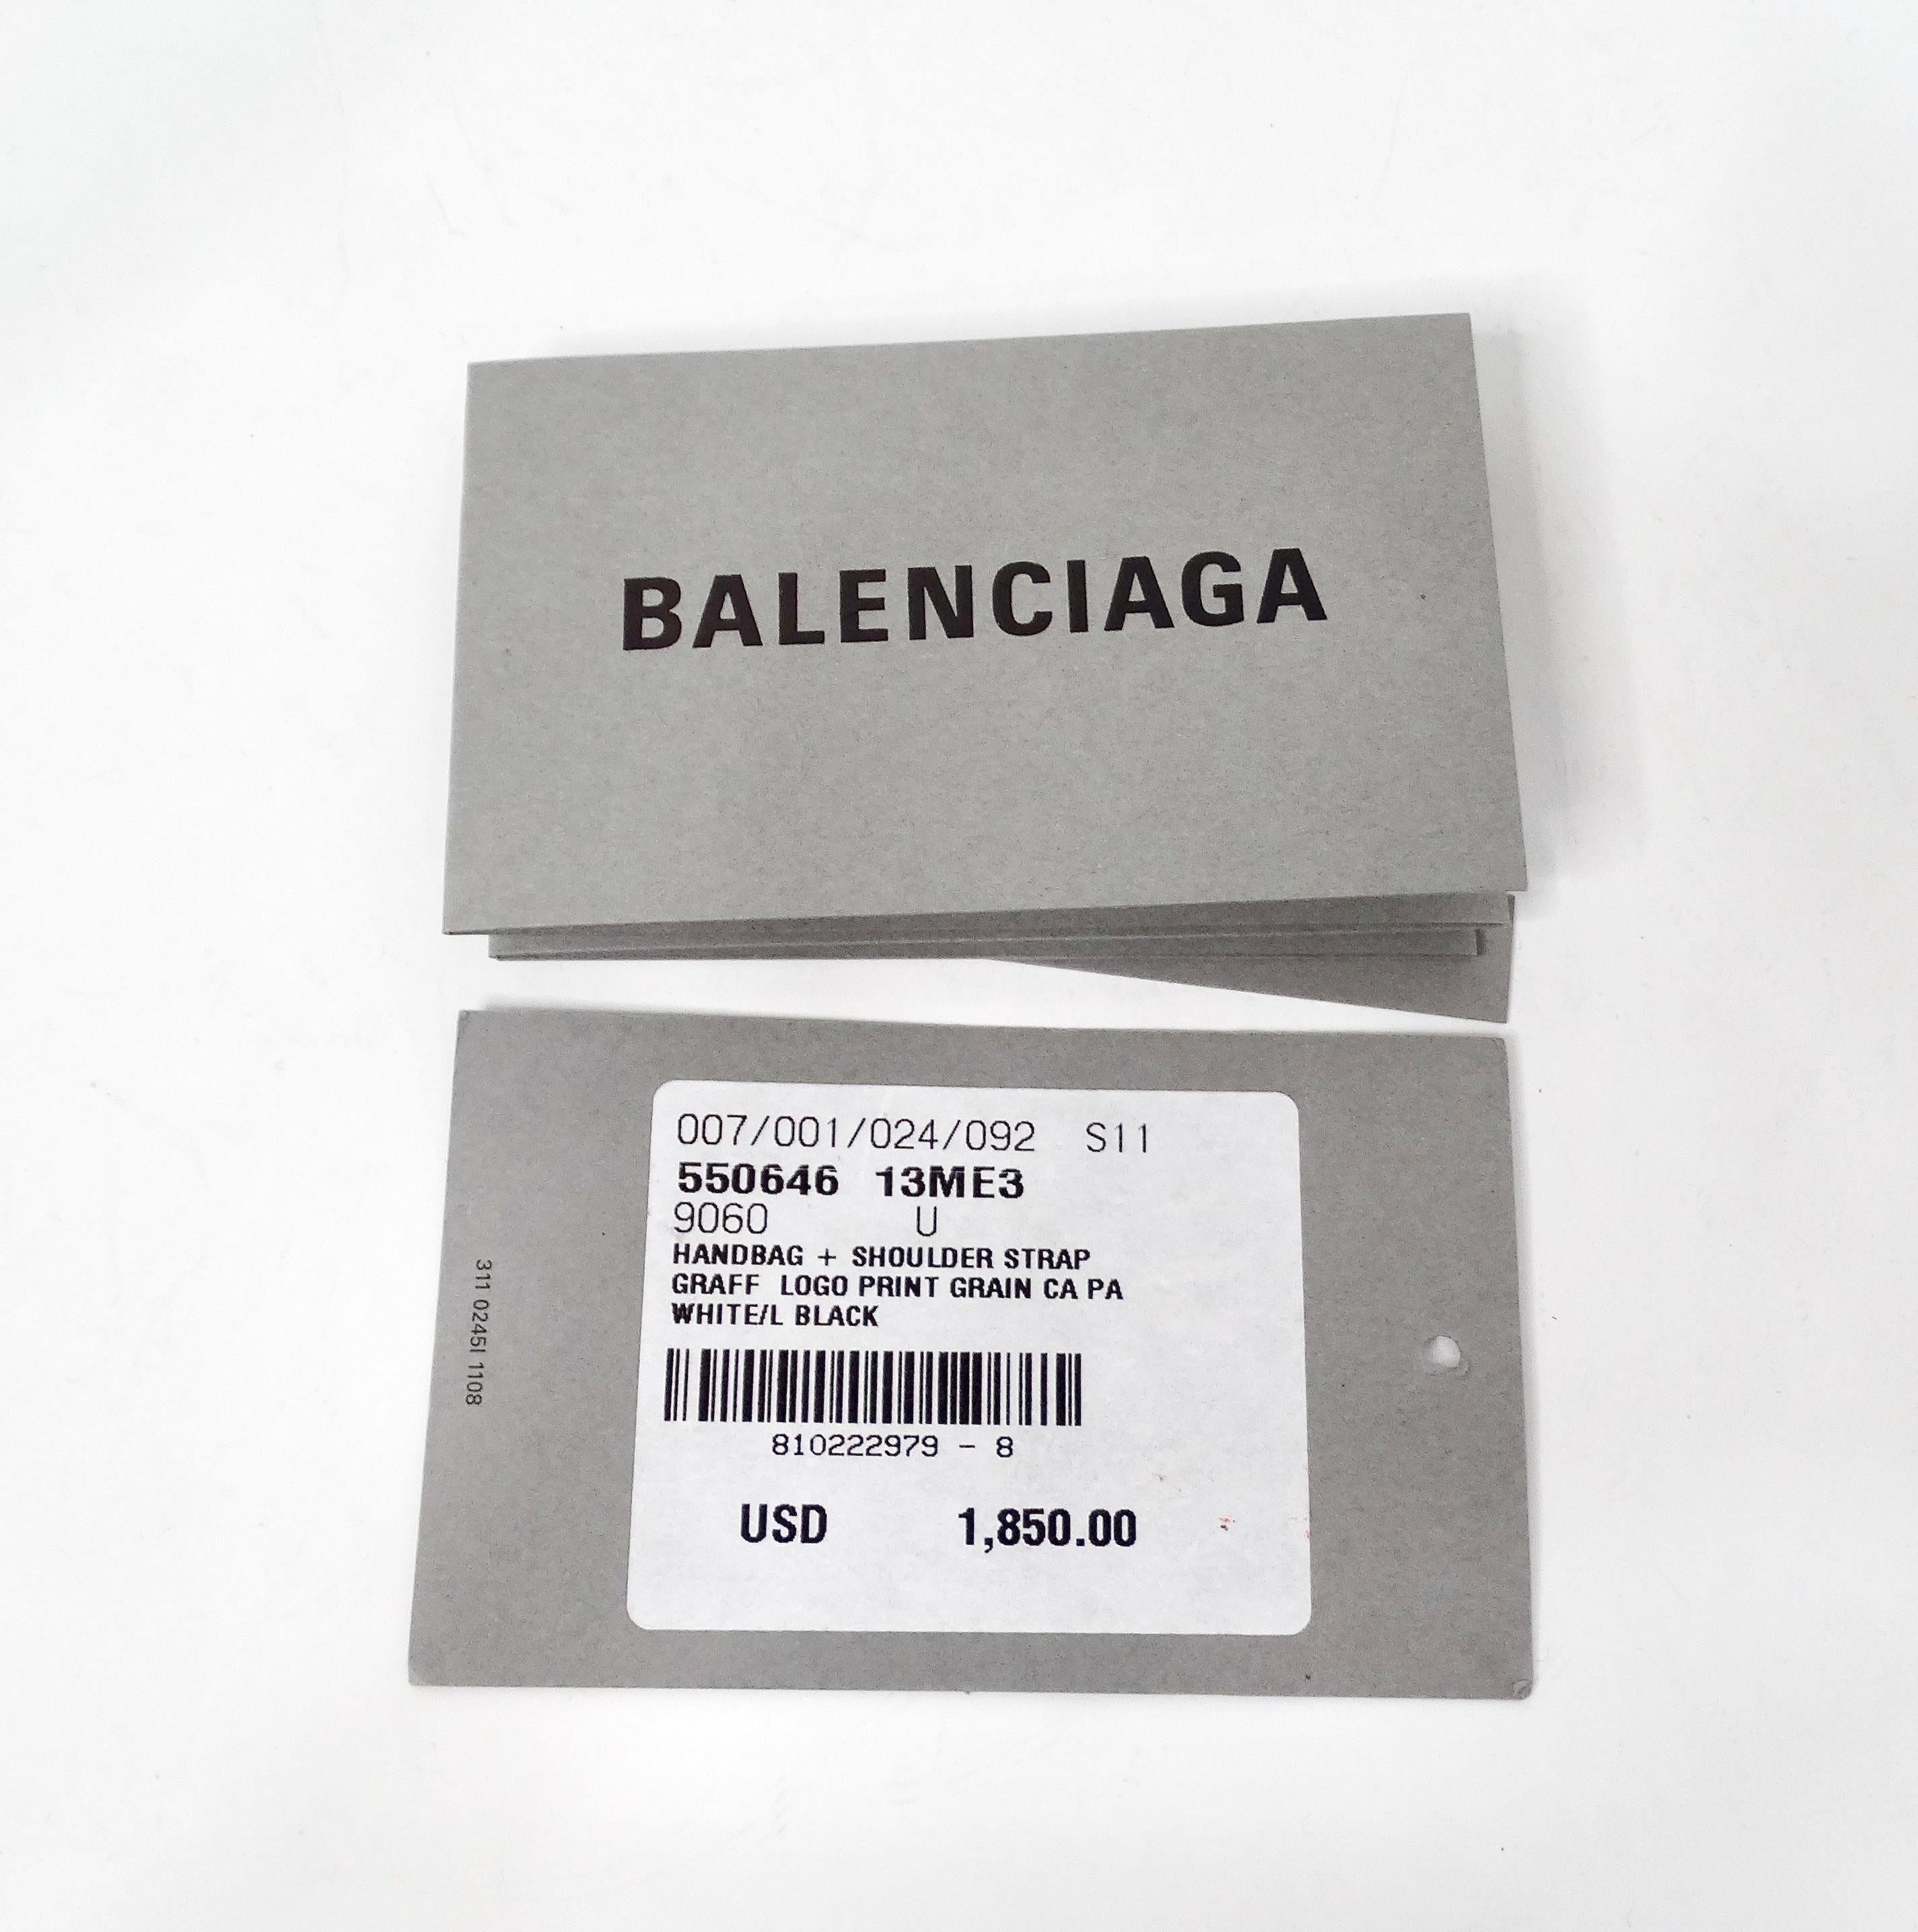 BALENCIAGA
007/001/024/092 S11
550646 13ME3
9060 U
HANDBAG + SHOULDER STRAP
GRAFF LOGO PRINT GRAIN CA PA
WHITE/L BLACK
810222979 - 8
USD 1,850.00
311 0245I 1108